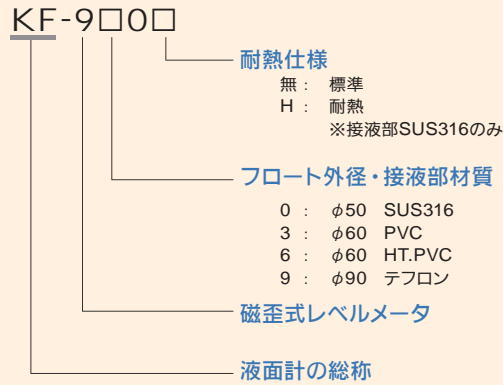 KF-9□0□
耐熱仕様
無： 標準
H： 耐熱
※接液部SUS316のみ
フロート外径・接液部材質
0： φ50 SUS316
3： φ60 PVC
6： φ60 HT.PVC
9： φ90 テフロン
磁歪式レベルメータ
液面計の総称